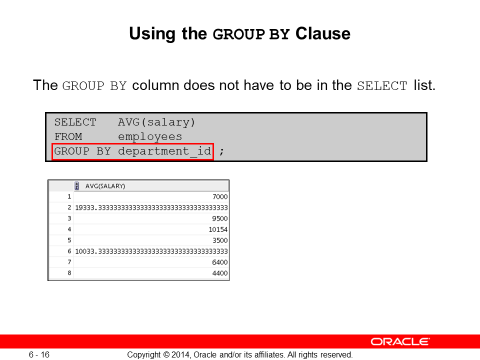 Using the GROUP BY Clause
The GROUP BY column does not have to be in the SELECT list.
SELECT AVG(salary)
FROM employees
GROUP BY department_id ;
AVG(SALARY)
1 7000
2 19333.3333333333333333333333333333333333
3 9500
4 10154
5 3500
6 10033.3333333333333333333333333333333333
7 6400
8 4400
ORACLE
6 - 16 Copyright © 2014, Oracle and/or its affiliates. All rights reserved.